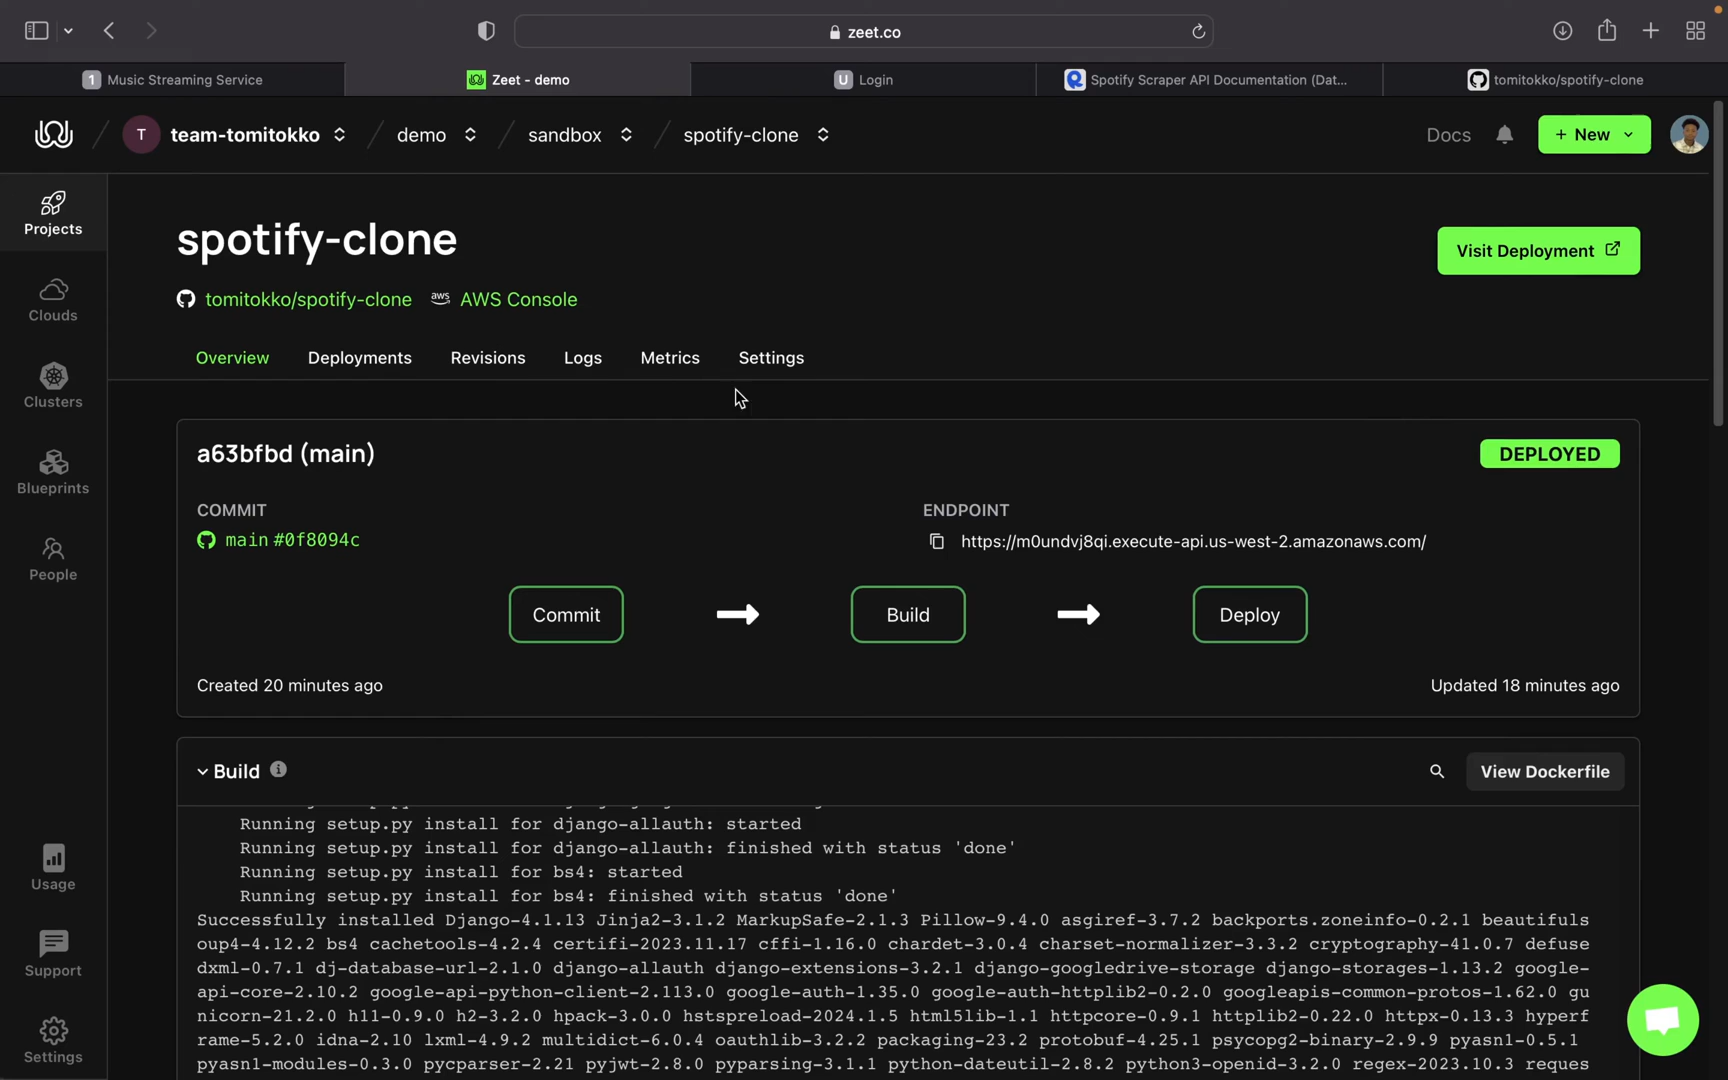 zeet.co
1 Music Streaming Service
Zeet - demo
U Login
Spotify Scraper API Documentation (Dat...
tomitokko/spotify-clone
T team-tomitokko / demo / sandbox / spotify-clone
Docs
+ New
Projects
Clouds
Clusters
Blueprints
People
Usage
Support
Settings
spotify-clone
Visit Deployment
tomitokko/spotify-clone aws AWS Console
Overview Deployments Revisions Logs Metrics Settings
a63bfbd (main)
DEPLOYED
COMMIT
main #0f8094c
ENDPOINT
https://m0undvj8qi.execute-api.us-west-2.amazonaws.com/
Commit
Build
Deploy
Created 20 minutes ago
Updated 18 minutes ago
Build
View Dockerfile
Running setup.py install for django-allauth: started
Running setup.py install for django-allauth: finished with status 'done'
Running setup.py install for bs4: started
Running setup.py install for bs4: finished with status 'done'
Successfully installed Django-4.1.13 Jinja2-3.1.2 MarkupSafe-2.1.3 Pillow-9.4.0 asgiref-3.7.2 backports.zoneinfo-0.2.1 beautifuls
oup4-4.12.2 bs4 cachetools-4.2.4 certifi-2023.11.17 cffi-1.16.0 chardet-3.0.4 charset-normalizer-3.3.2 cryptography-41.0.7 defuse
dxml-0.7.1 dj-database-url-2.1.0 django-allauth django-extensions-3.2.1 django-googledrive-storage django-storages-1.13.2 google-
api-core-2.10.2 google-api-python-client-2.113.0 google-auth-1.35.0 google-auth-httplib2-0.2.0 googleapis-common-protos-1.62.0 gu
nicorn-21.2.0 h11-0.9.0 h2-3.2.0 hpack-3.0.0 hstspreload-2024.1.5 html5lib-1.1 httpcore-0.9.1 httplib2-0.22.0 httpx-0.13.3 hyperf
rame-5.2.0 idna-2.10 lxml-4.9.2 multidict-6.0.4 oauthlib-3.2.2 packaging-23.2 protobuf-4.25.1 psycopg2-binary-2.9.9 pyasn1-0.5.1
pyasn1-modules-0.3.0 pycparser-2.21 pyjwt-2.8.0 pyparsing-3.1.1 python-dateutil-2.8.2 python3-openid-3.2.0 regex-2023.10.3 reques